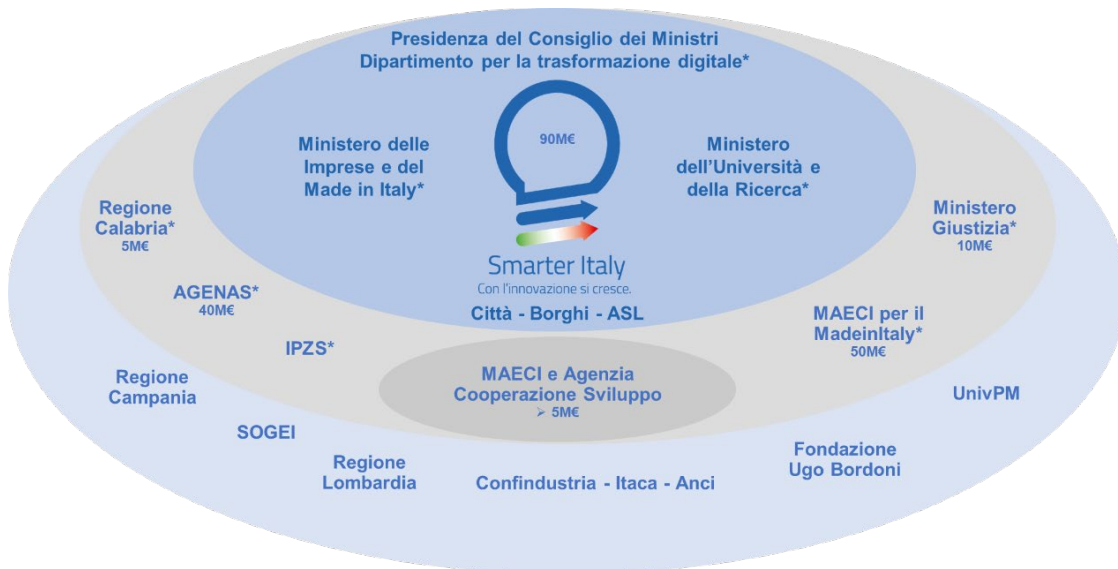 Presidenza del Consiglio dei Ministri
Dipartimento per la trasformazione digitale*
90M€
Ministero delle
Imprese e del
Made in Italy*
Ministero
dell'Università e
della Ricerca*
Regione
Calabria*
5M€
Ministero
Giustizia*
10M€
Smarter Italy
Con l'innovazione si cresce.
Città - Borghi - ASL
AGENAS*
40M€
MAECI per il
MadeinItaly*
50M€
IPZS*
MAECI e Agenzia
Cooperazione Sviluppo
➢ 5M€
Regione
Campania
UnivPM
SOGEI
Regione
Lombardia
Confindustria - Itaca - Anci
Fondazione
Ugo Bordoni